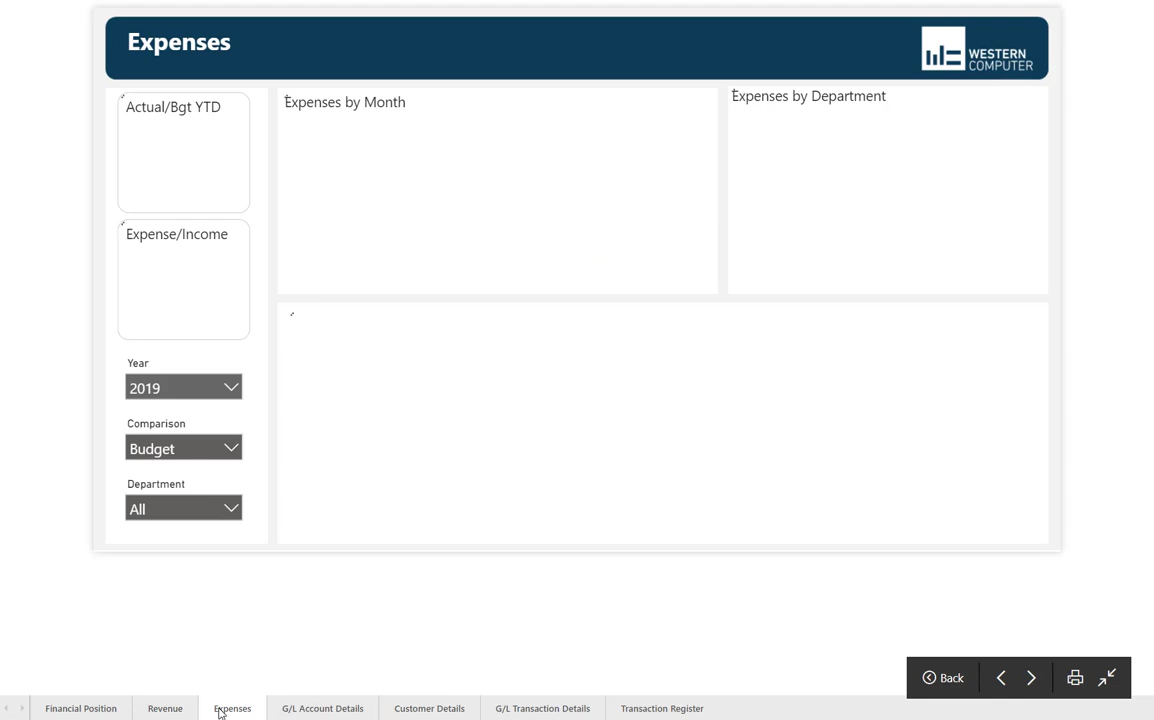 Expenses
WESTERN
COMPUTER
Actual/Bgt YTD
Expenses by Month
Expenses by Department
Expense/Income
Year
2019
Comparison
Budget
Department
All
Back
Financial Position
Revenue
Expenses
G/L Account Details
Customer Details
G/L Transaction Details
Transaction Register